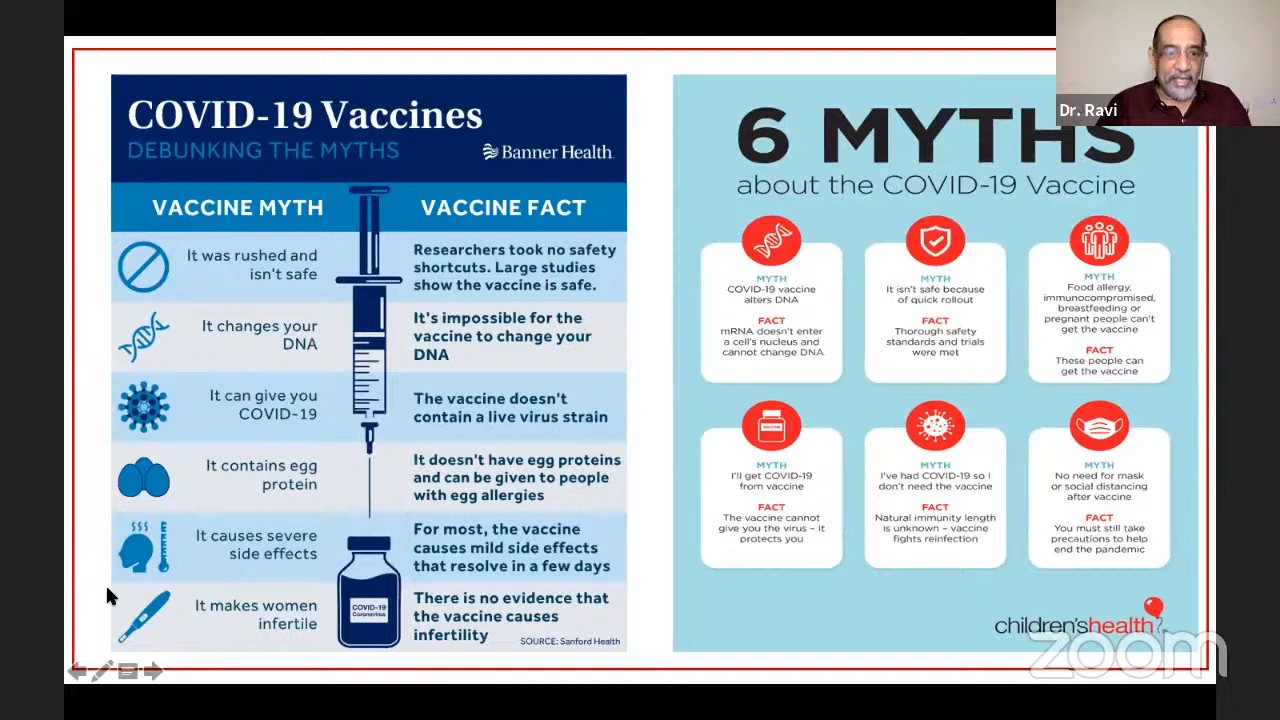 COVID-19 Vaccines
DEBUNKING THE MYTHS
Banner Health
VACCINE MYTH
VACCINE FACT
It was rushed and
isn't safe
Researchers took no safety
shortcuts. Large studies
show the vaccine is safe.
It changes your
DNA
It's impossible for the
vaccine to change your
DNA
It can give you
COVID-19
The vaccine doesn't
contain a live virus strain
It contains egg
protein
It doesn't have egg proteins
and can be given to people
with egg allergies
It causes severe
side effects
For most, the vaccine
causes mild side effects
that resolve in a few days
It makes women
infertile
There is no evidence that
the vaccine causes
infertility
COVID-19
Coronavirus
SOURCE: Sanford Health
6 MYTHS
about the COVID-19 Vaccine
MYTH
COVID-19 vaccine
alters DNA
FACT
mRNA doesn't enter
a cell's nucleus and
cannot change DNA
MYTH
It isn't safe because
of quick rollout
FACT
Thorough safety
standards and trials
were met
MYTH
Food allergy,
immunocompromised,
breastfeeding or
pregnant people can't
get the vaccine
FACT
These people can
get the vaccine
VACCINE
MYTH
I'll get COVID-19
from vaccine
FACT
The vaccine cannot
give you the virus – it
protects you
MYTH
I've had COVID-19 so I
don't need the vaccine
FACT
Natural immunity length
is unknown – vaccine
fights reinfection
MYTH
No need for mask
or social distancing
after vaccine
FACT
You must still take
precautions to help
end the pandemic
children'shealth
zoom
Dr. Ravi